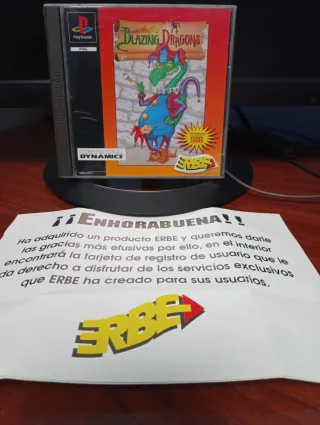 PlayStation
BLAZING DRAGONS
DYNAMICS
ERBE
¡¡ENHORABUENA!!
Ha adquirido un producto ERBE y queremos darle
las gracias más efusivas por ello, en el interior
encontrará la tarjeta de registro de usuario que le
da derecho a disfrutar de los servicios exclusivos
que ERBE ha creado para sus usuarios.
ERBE